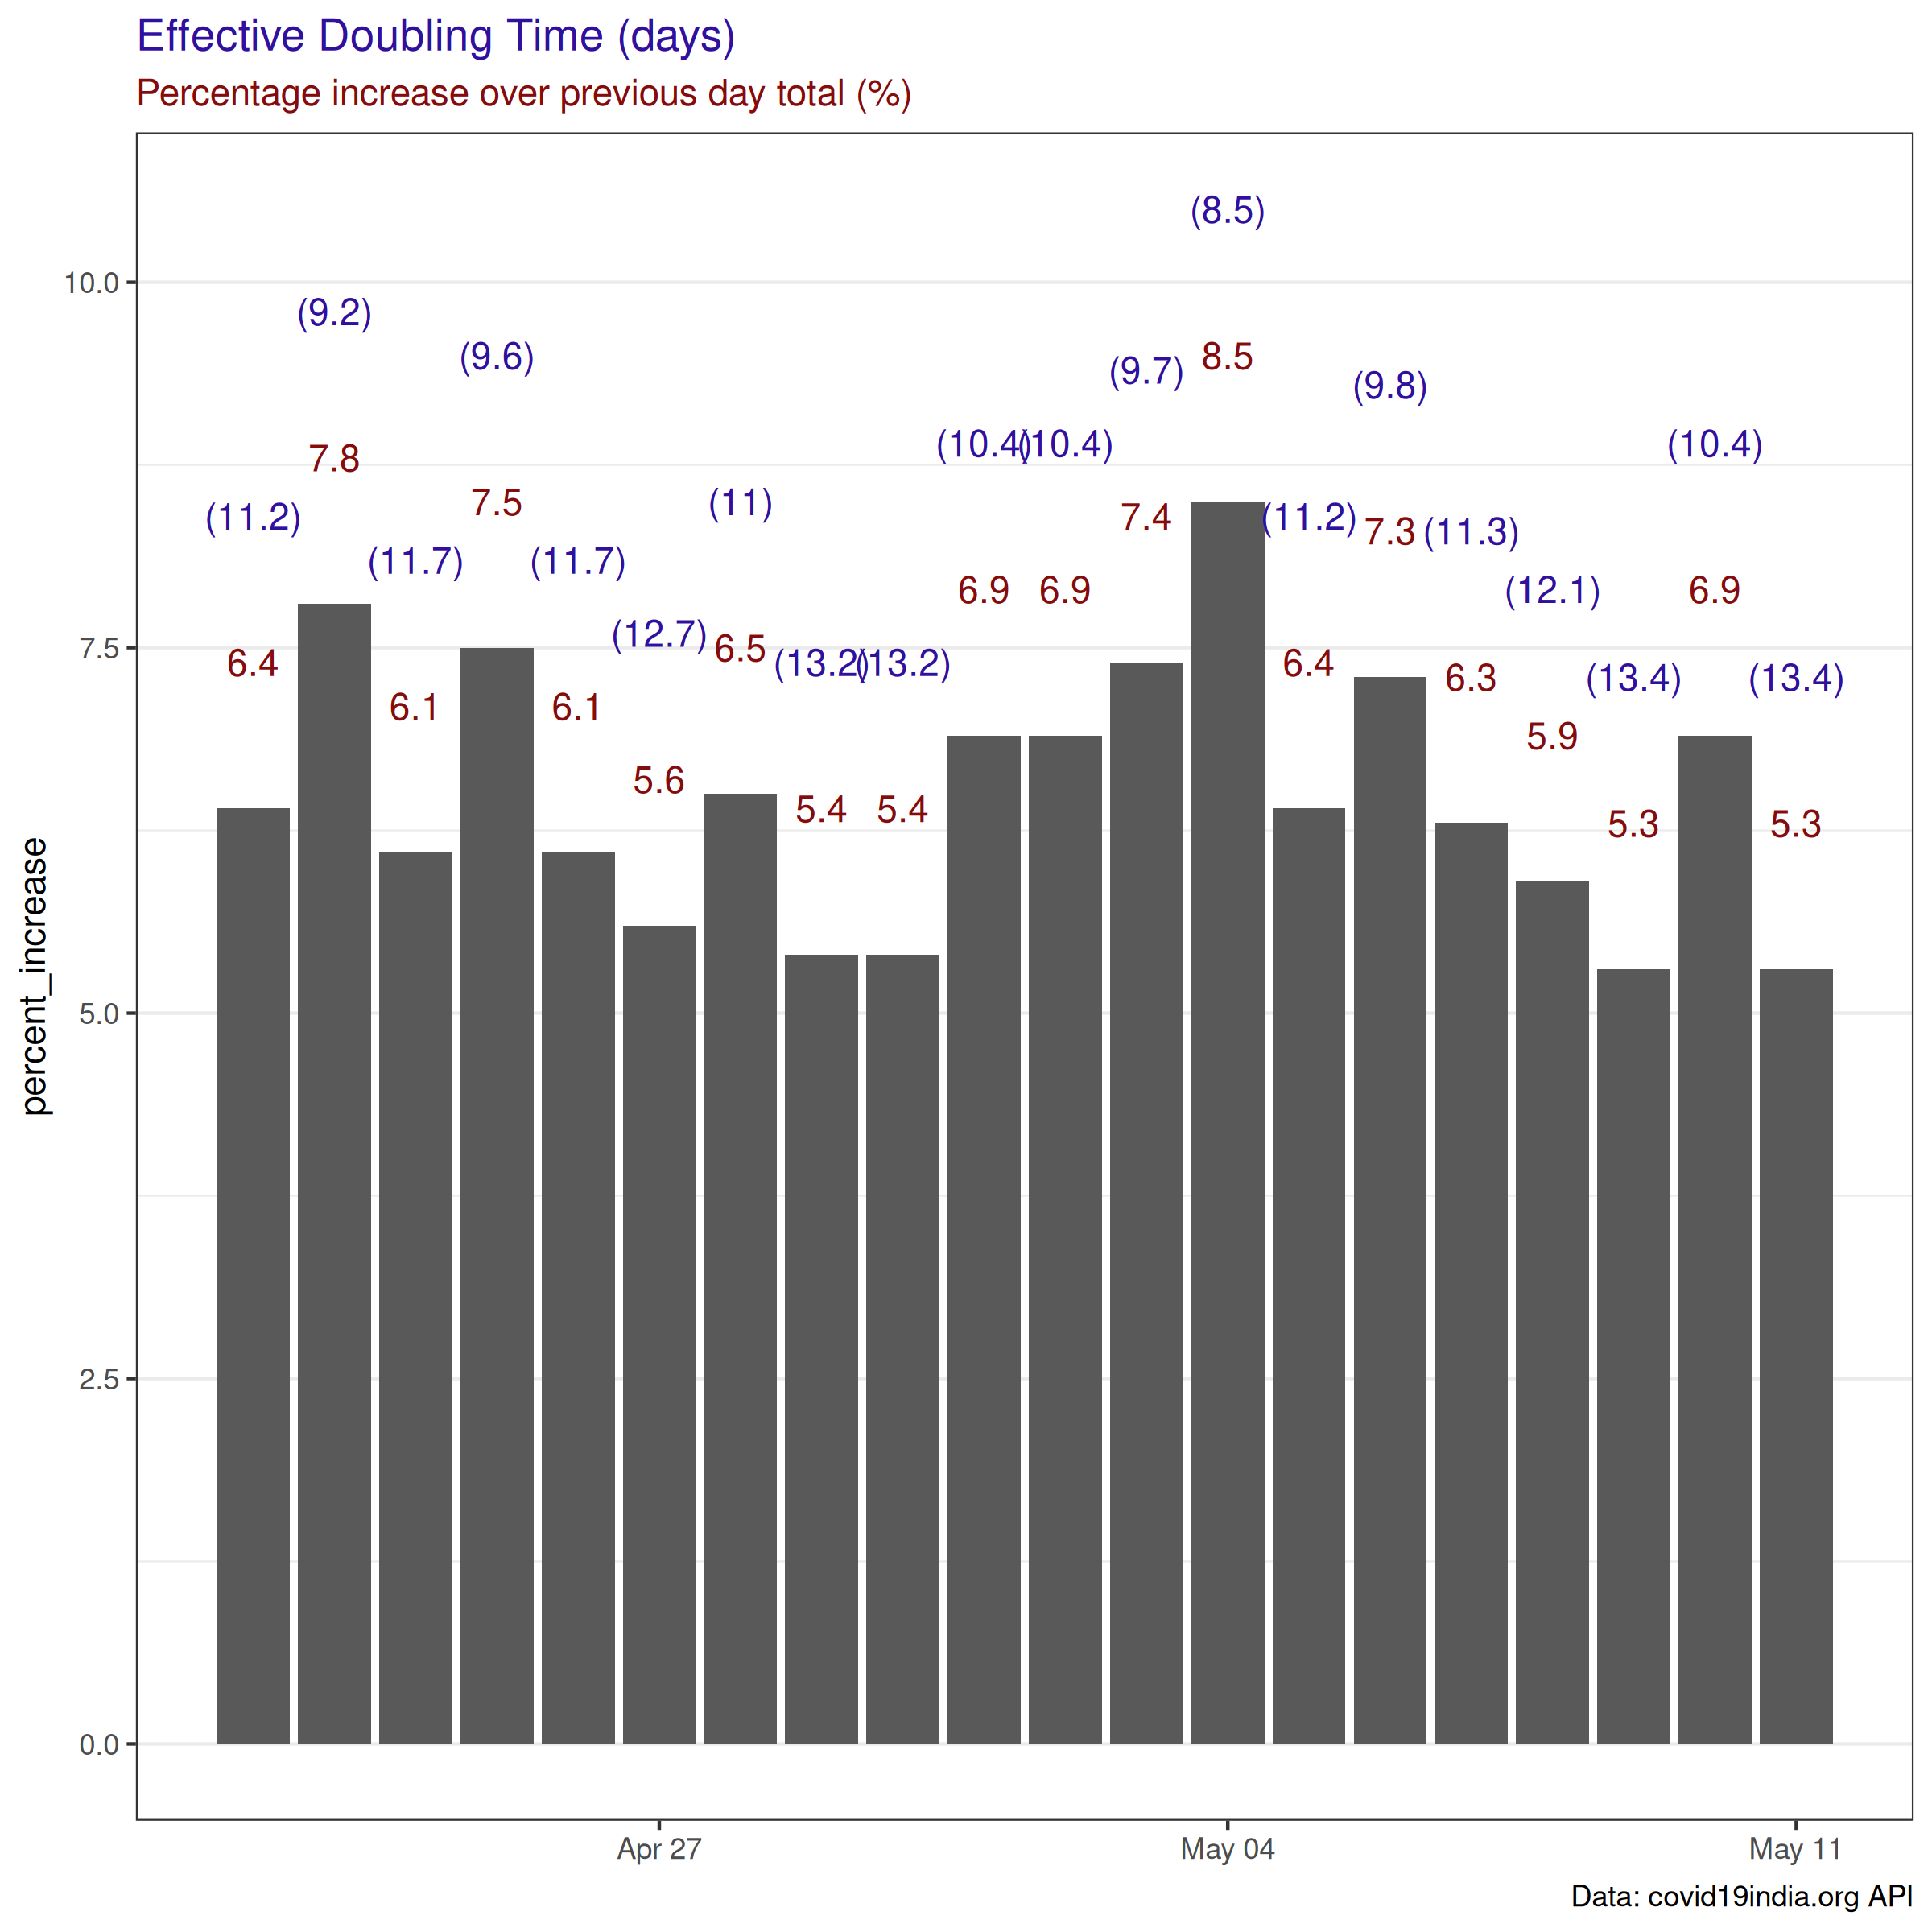 Effective Doubling Time (days)
Percentage increase over previous day total (%)
(8.5)
10.0
(9.2)
(9.6) (9.7) 8.5 (9.8)
7.8 (10.4) (10.4) (10.4)
(11.2) 7.5 (11) 7.4 (11.2) 7.3 (11.3)
(11.7) (11.7) 6.9 6.9 (12.1) 6.9
7.5 6.4 (12.7) 6.5 (13.2) (13.2) 6.4 6.3 (13.4) (13.4)
6.1 6.1 5.9
5.6 5.4 5.4 5.3 5.3
percent_increase
5.0
2.5
0.0
Apr 27 May 04 May 11
Data: covid19india.org API